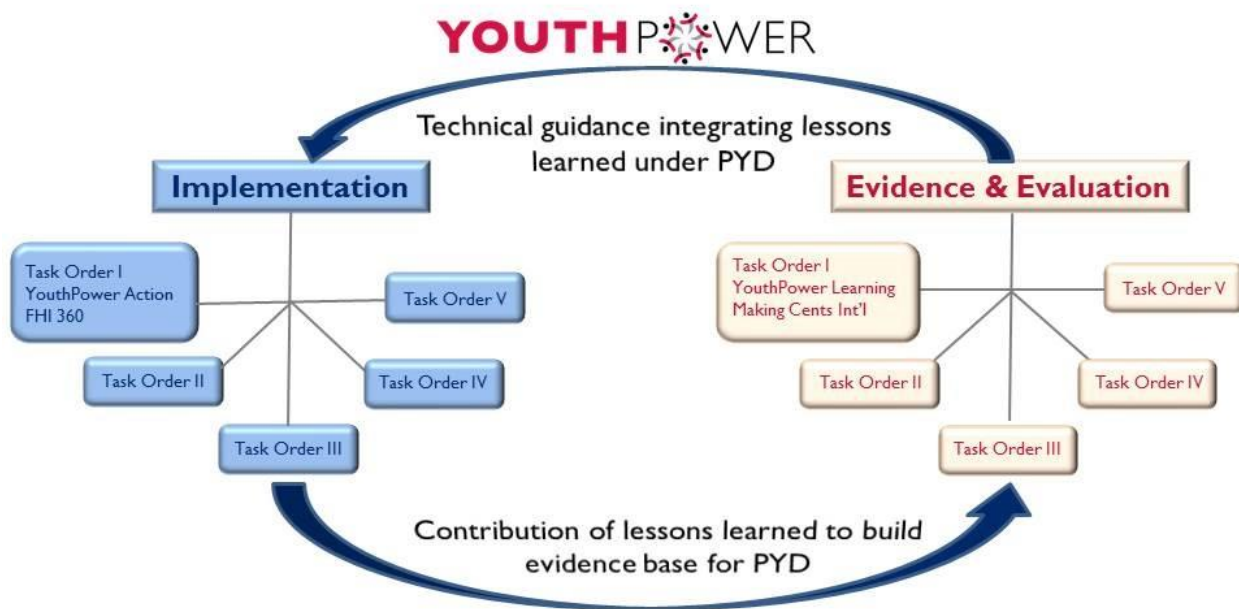 YOUTHPOWER
Technical guidance integrating lessons
learned under PYD
Implementation
Task Order I
YouthPower Action
FHI 360
Task Order V
Task Order II
Task Order IV
Task Order III
Evidence & Evaluation
Task Order I
YouthPower Learning
Making Cents Int'l
Task Order V
Task Order II
Task Order IV
Task Order III
Contribution of lessons learned to build
evidence base for PYD